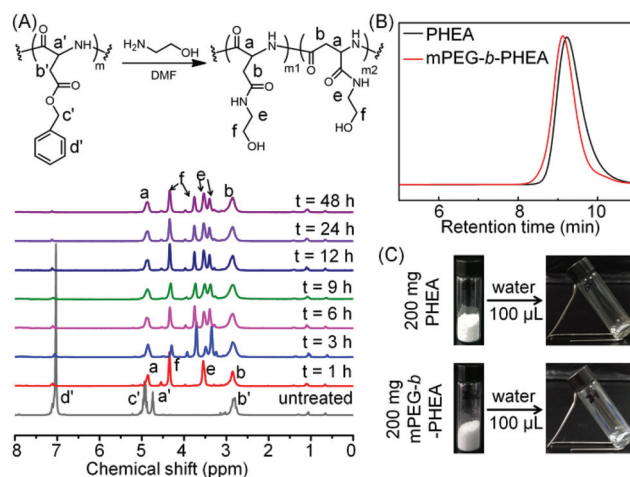 (A)
O
a'
H
N
m
b'
O
O
c'
d'
H2N
OH
DMF
O
a
H
N
m1
b
O
HN
e
f
OH
b
O
a
H
N
m2
O
NH
e
f
HO
a
f
e
b
t = 48 h
t = 24 h
t = 12 h
t = 9 h
t = 6 h
t = 3 h
a
f
e
b
t = 1 h
d'
c'
a'
b'
untreated
8 7 6 5 4 3 2 1 0
Chemical shift (ppm)
(B)
PHEA
mPEG-b-PHEA
6 8 10
Retention time (min)
(C)
200 mg
PHEA
water
100 µL
200 mg
mPEG-b
-PHEA
water
100 µL